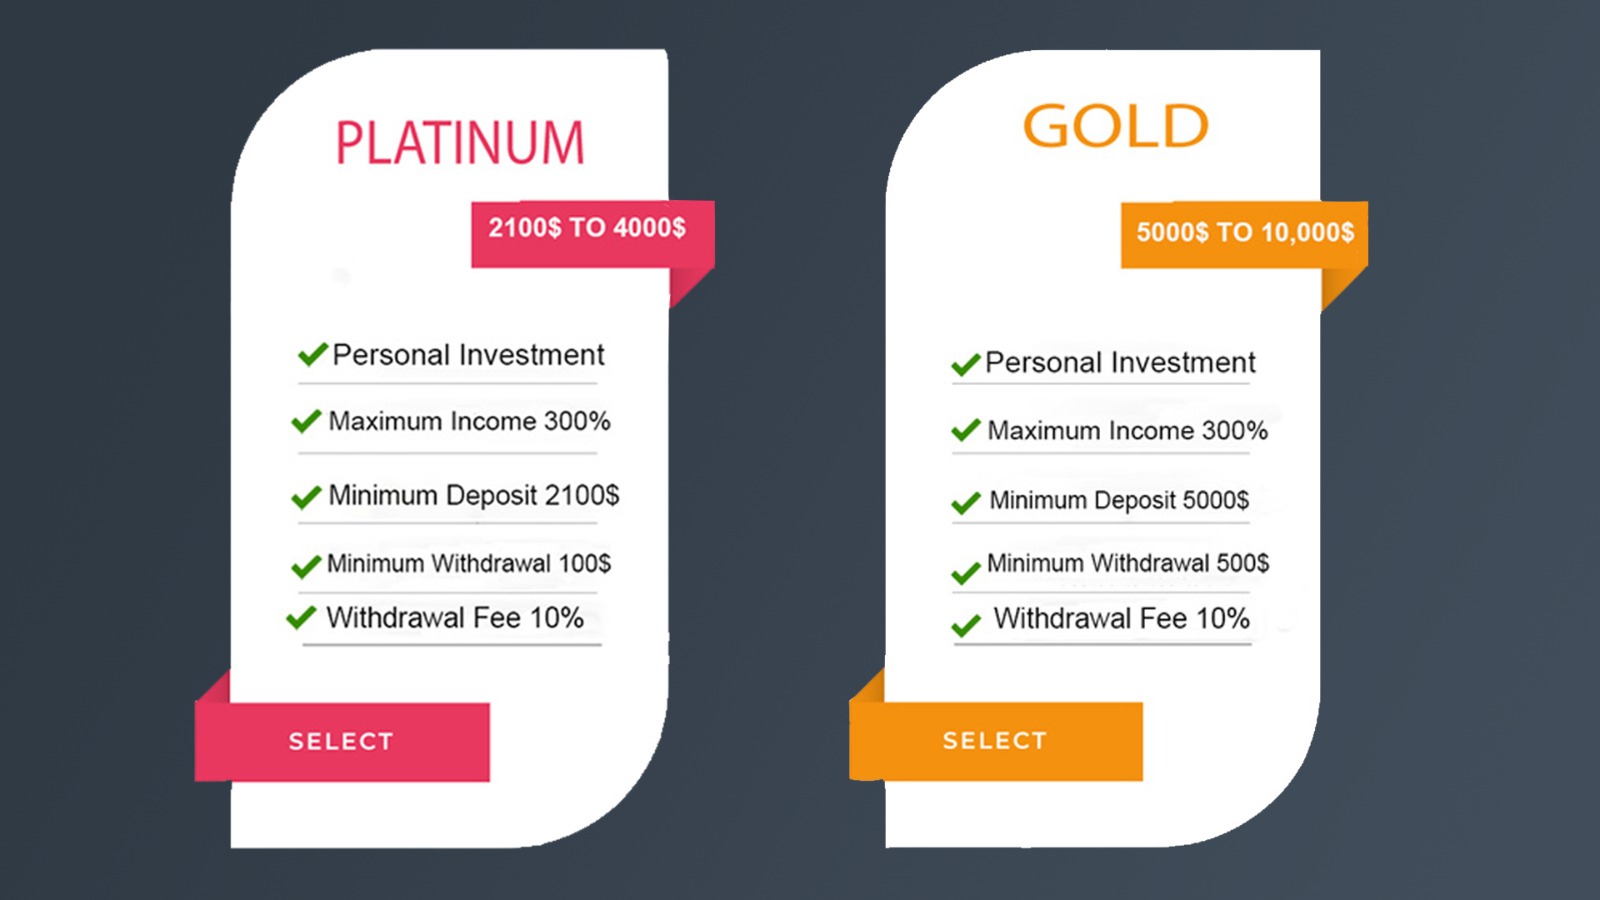 PLATINUM
2100$ TO 4000$
Personal Investment
Maximum Income 300%
Minimum Deposit 2100$
Minimum Withdrawal 100$
Withdrawal Fee 10%
SELECT
GOLD
5000$ TO 10,000$
Personal Investment
Maximum Income 300%
Minimum Deposit 5000$
Minimum Withdrawal 500$
Withdrawal Fee 10%
SELECT